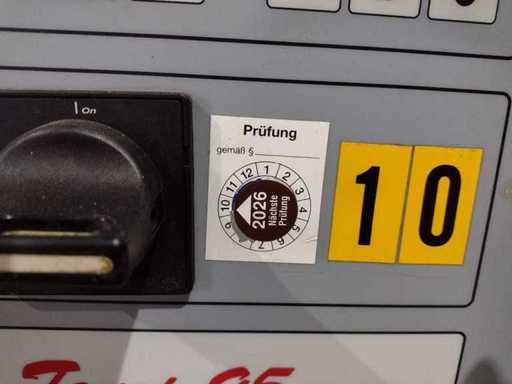 On
Prüfung
gemäß §
12 1 2 3 4 5 6 7 8 9 10 11
2026
Nächste
Prüfung
10